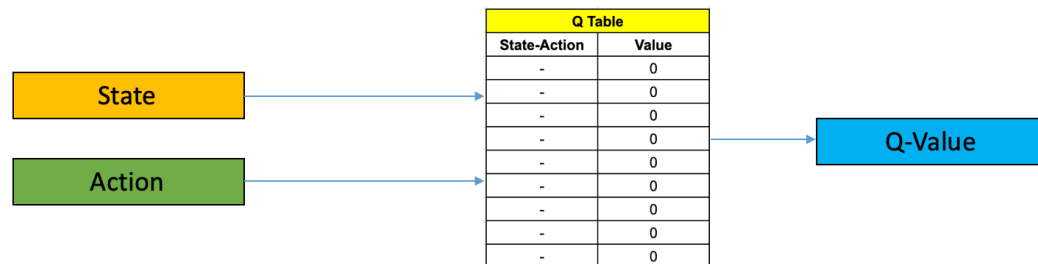 Q Table
State-Action Value
- 0
- 0
- 0
- 0
- 0
- 0
- 0
- 0
- 0
State
Action
Q-Value